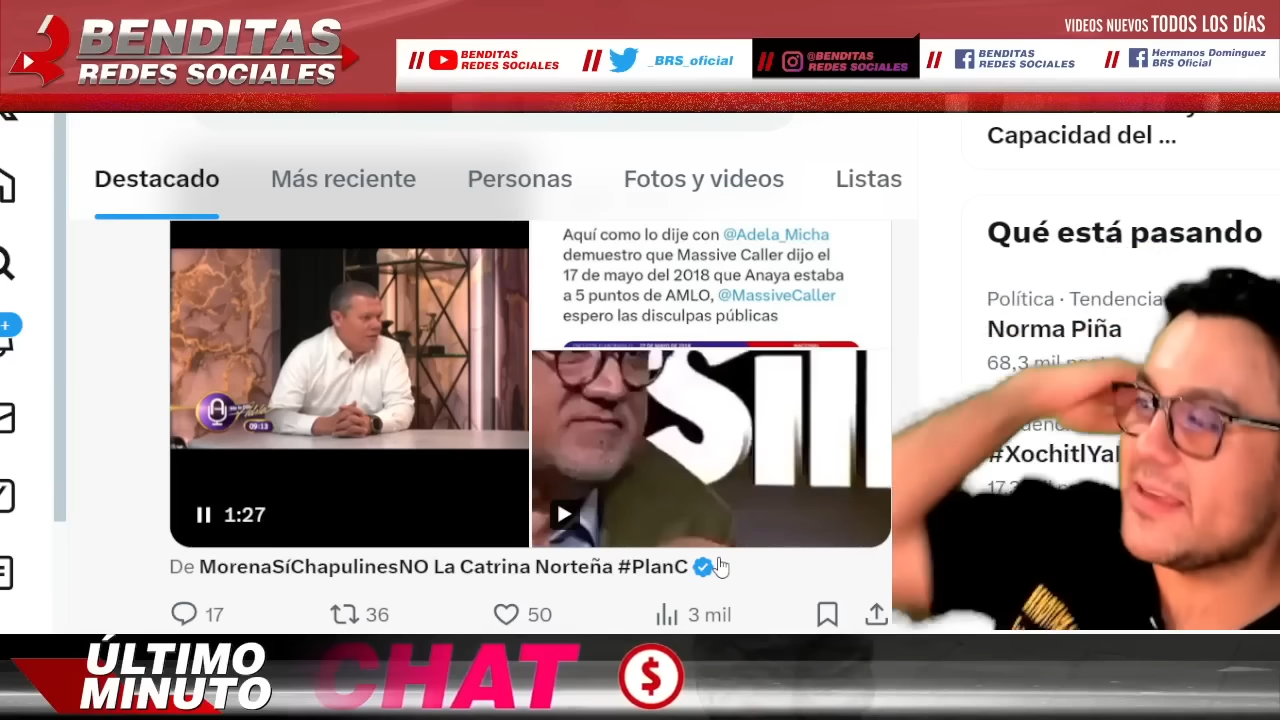 BENDITAS
REDES SOCIALES
VIDEOS NUEVOS TODOS LOS DÍAS
// BENDITAS
REDES SOCIALES
// _BRS_oficial
// @BENDITAS
REDES SOCIALES
// BENDITAS
REDES SOCIALES
// Hermanos Dominguez
BRS Oficial
Capacidad del ...
Destacado
Más reciente
Personas
Fotos y videos
Listas
Aquí como lo dije con @Adela_Micha
demuestro que Massive Caller dijo el
17 de mayo del 2018 que Anaya estaba
a 5 puntos de AMLO, @MassiveCaller
espero las disculpas públicas
09:13
1:27
De MorenaSíChapulinesNO La Catrina Norteña #PlanC
17
36
50
3 mil
Qué está pasando
Política · Tendencia
Norma Piña
68,3 mil
ÚLTIMO
MINUTO
CHAT
$